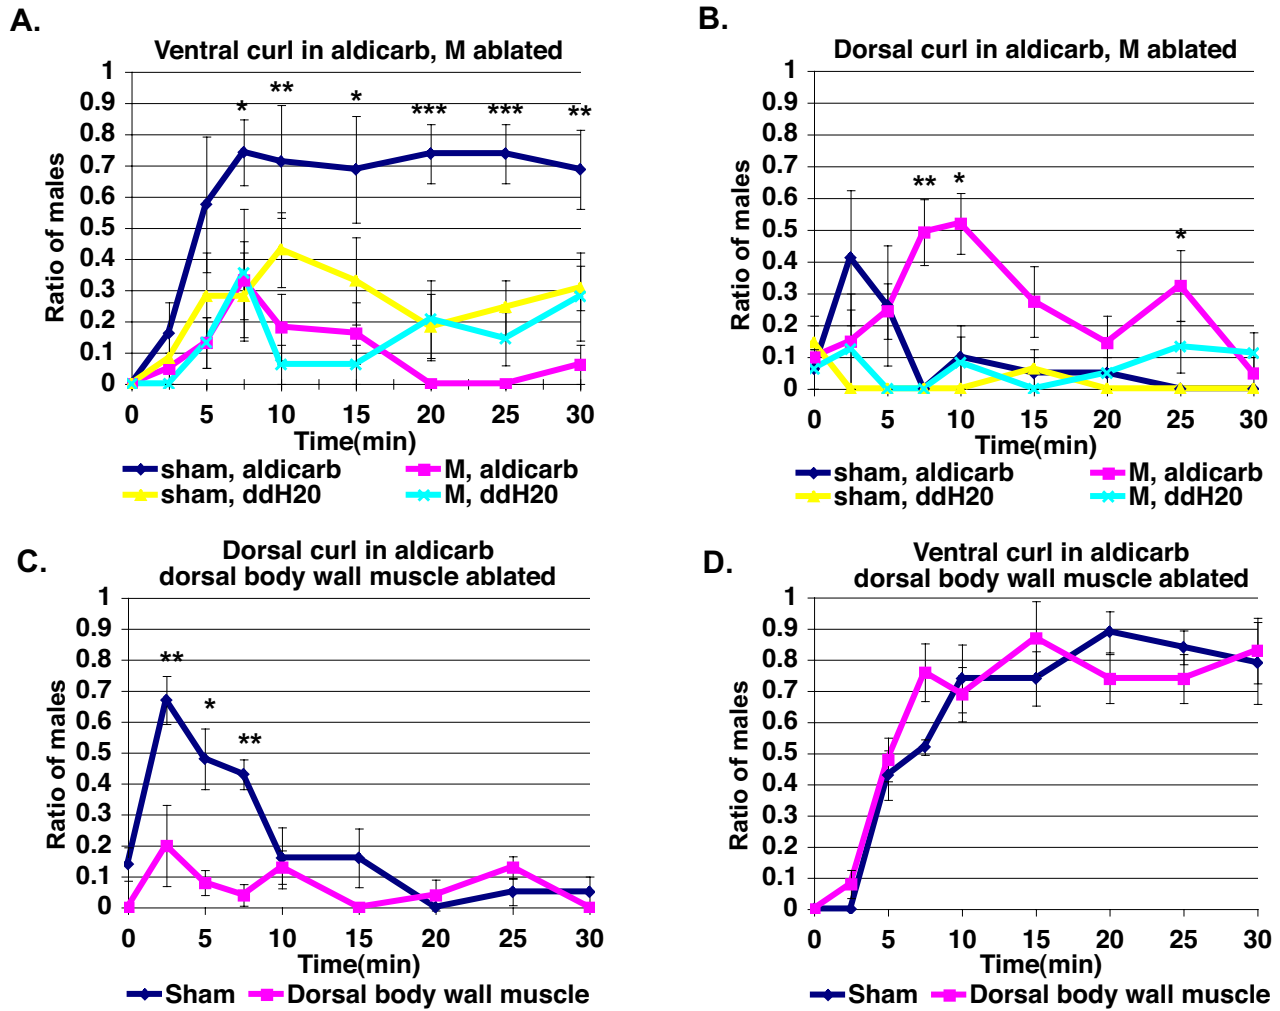 A.
Ventral curl in aldicarb, M ablated
Ratio of males
1
0.9
0.8
0.7
0.6
0.5
0.4
0.3
0.2
0.1
0
* ** * *** *** **
0 5 10 15 20 25 30
Time(min)
sham, aldicarb M, aldicarb
sham, ddH20 M, ddH20
B.
Dorsal curl in aldicarb, M ablated
Ratio of males
1
0.9
0.8
0.7
0.6
0.5
0.4
0.3
0.2
0.1
0
** * *
0 5 10 15 20 25 30
Time(min)
sham, aldicarb M, aldicarb
sham, ddH20 M, ddH20
C.
Dorsal curl in aldicarb
dorsal body wall muscle ablated
Ratio of males
1
0.9
0.8
0.7
0.6
0.5
0.4
0.3
0.2
0.1
0
** * **
0 5 10 15 20 25 30
Time(min)
Sham Dorsal body wall muscle
D.
Ventral curl in aldicarb
dorsal body wall muscle ablated
Ratio of males
1
0.9
0.8
0.7
0.6
0.5
0.4
0.3
0.2
0.1
0
0 5 10 15 20 25 30
Time(min)
Sham Dorsal body wall muscle